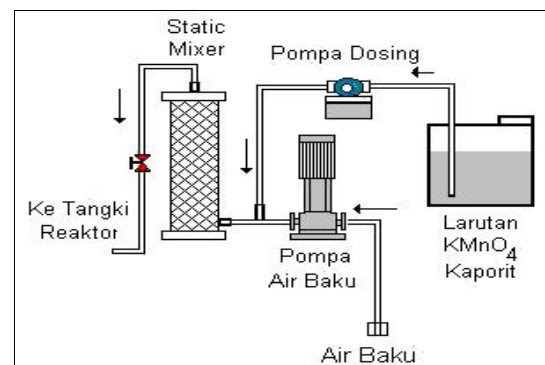 Static
Mixer
Pompa Dosing
Ke Tangki
Reaktor
Pompa
Air Baku
Larutan
KMnO4
Kaporit
Air Baku